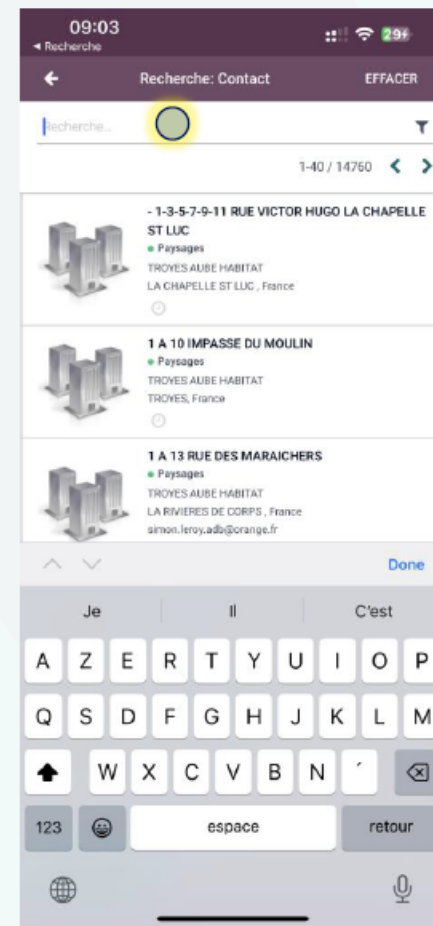 09:03
29
◂ Recherche
Recherche: Contact
EFFACER
Recherche...
1-40 / 14760
- 1-3-5-7-9-11 RUE VICTOR HUGO LA CHAPELLE
ST LUC
Paysages
TROYES AUBE HABITAT
LA CHAPELLE ST LUC , France
1 A 10 IMPASSE DU MOULIN
Paysages
TROYES AUBE HABITAT
TROYES, France
1 A 13 RUE DES MARAICHERS
Paysages
TROYES AUBE HABITAT
LA RIVIERES DE CORPS , France
simon.leroy.adb@orange.fr
Done
Je Il C'est
A Z E R T Y U I O P
Q S D F G H J K L M
W X C V B N ´
123 espace retour